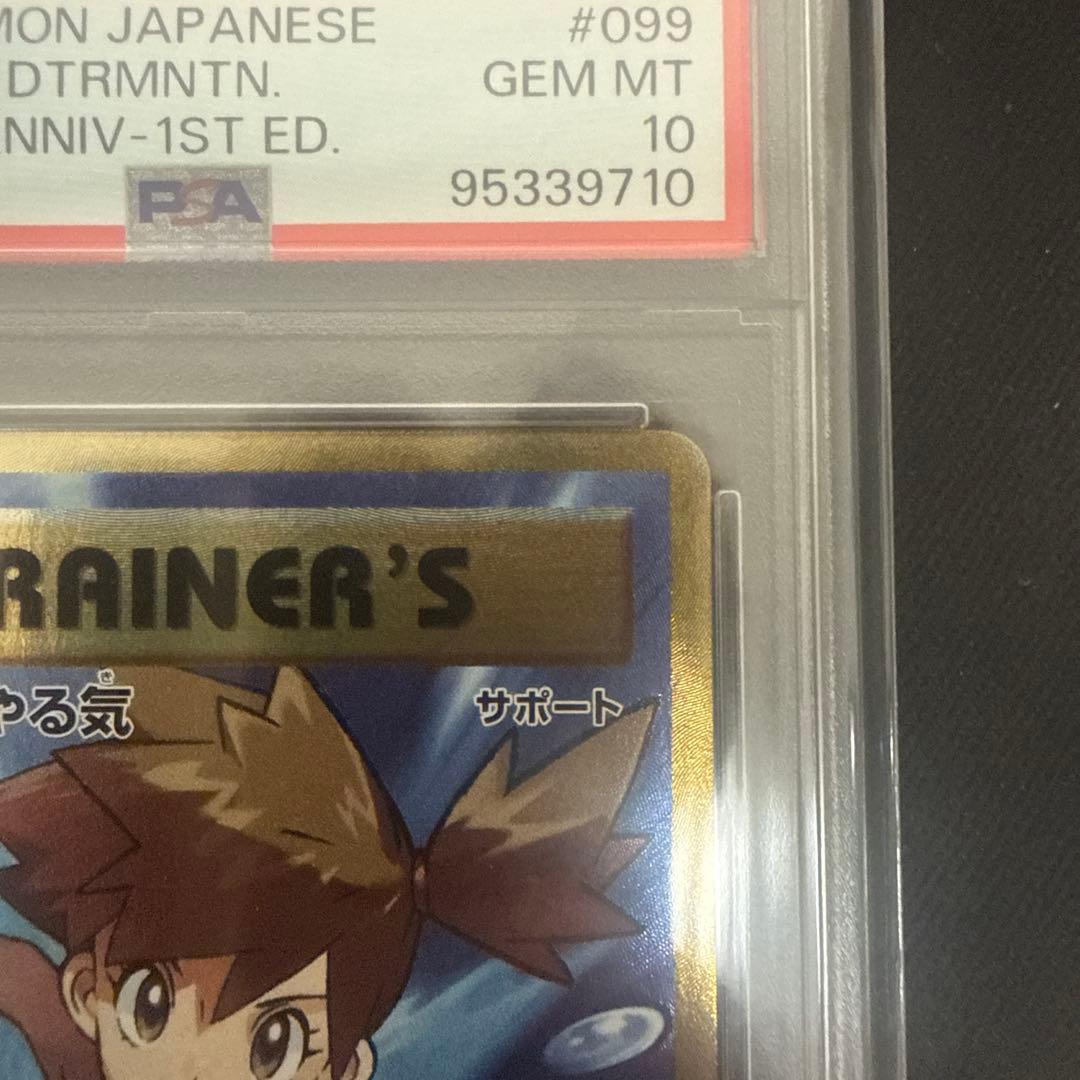 MON JAPANESE #099
DTRMNTN. GEM MT
NNIV-1ST ED. 10
PSA 95339710
RAINER'S
やる気 サポート
き